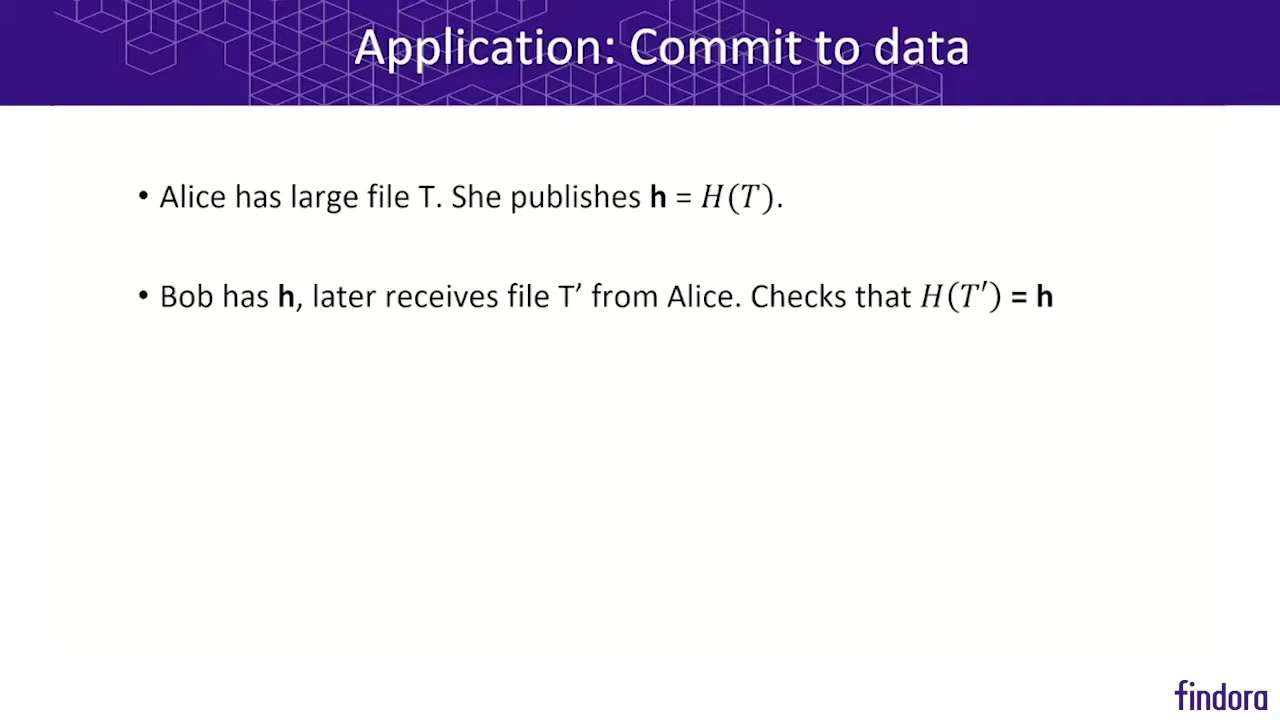 Application: Commit to data
• Alice has large file T. She publishes h = H(T).
• Bob has h, later receives file T’ from Alice. Checks that H(T′) = h
findora